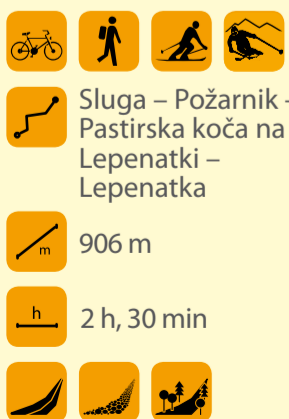 Sluga – Požarnik –
Pastirska koča na
Lepenatki –
Lepenatka
m
906 m
h
2 h, 30 min